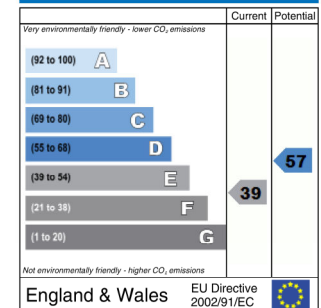 Current Potential
Very environmentally friendly - lower CO₂ emissions
(92 to 100) A
(81 to 91) B
(69 to 80) C
(55 to 68) D
57
(39 to 54) E
39
(21 to 38) F
(1 to 20) G
Not environmentally friendly - higher CO₂ emissions
England & Wales
EU Directive
2002/91/EC